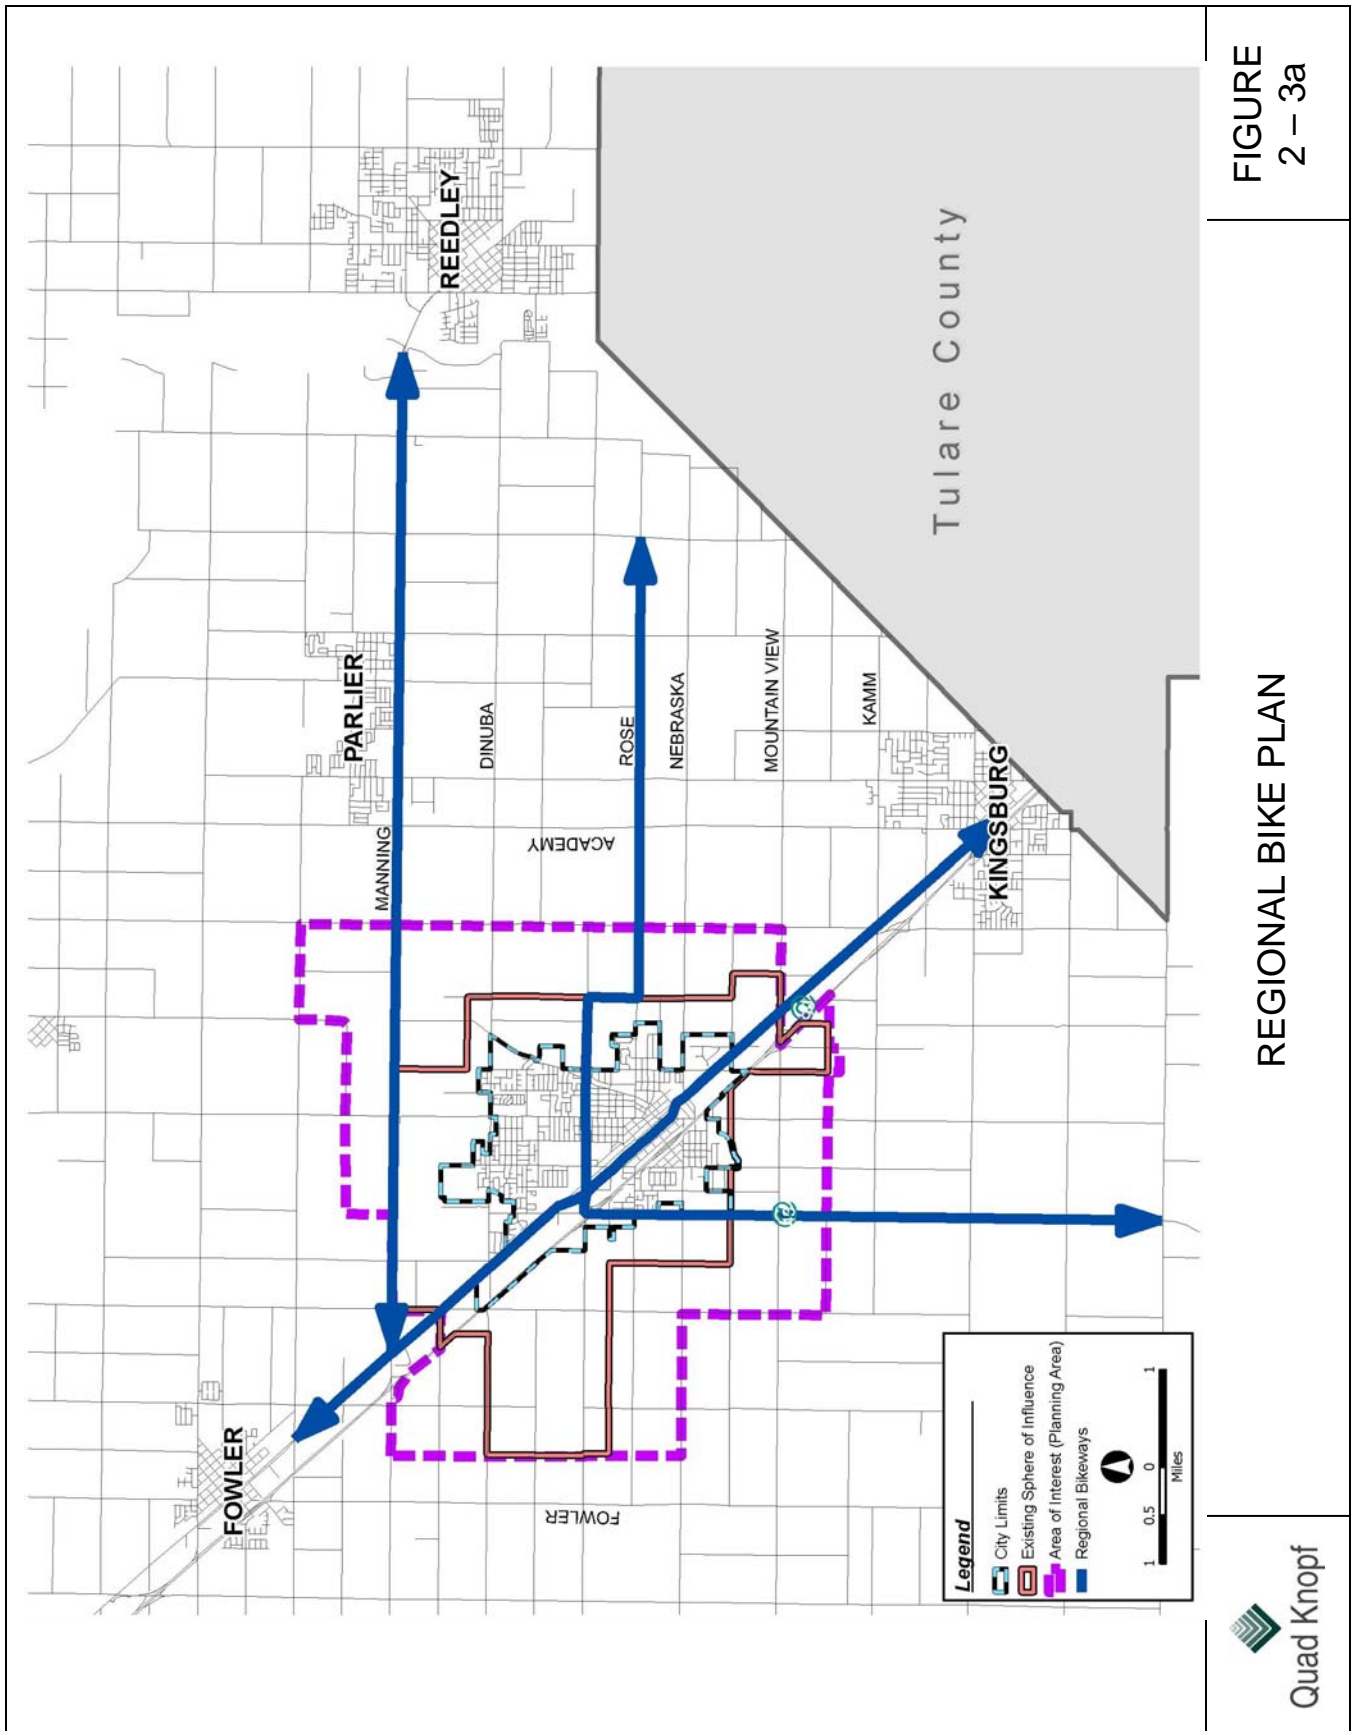 FOWLER
PARLIER
REEDLEY
MANNING
DINUBA
ACADEMY
ROSE
NEBRASKA
MOUNTAIN VIEW
KAMM
KINGSBURG
FOWLER
Tulare County
Legend
City Limits
Existing Sphere of Influence
Area of Interest (Planning Area)
Regional Bikeways
1 0.5 0 1
Miles
Quad Knopf
REGIONAL BIKE PLAN
FIGURE
2 – 3a